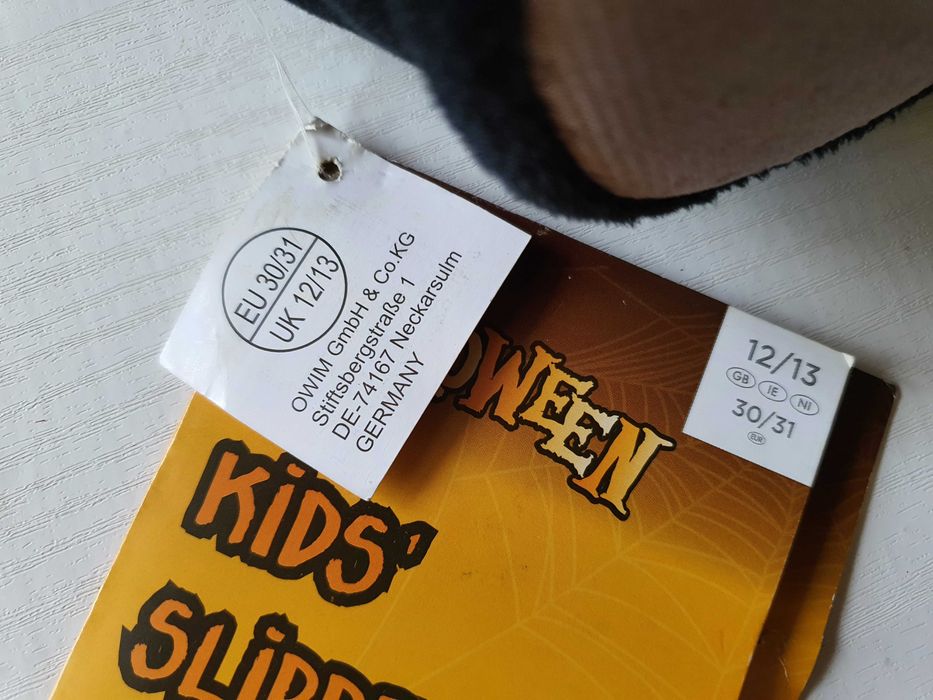 EU 30/31
UK 12/13
OWIM GmbH & Co.KG
Stiftsbergstraße 1
DE-74167 Neckarsulm
GERMANY
12/13
GB IE NI
30/31
EUR
KiDS'